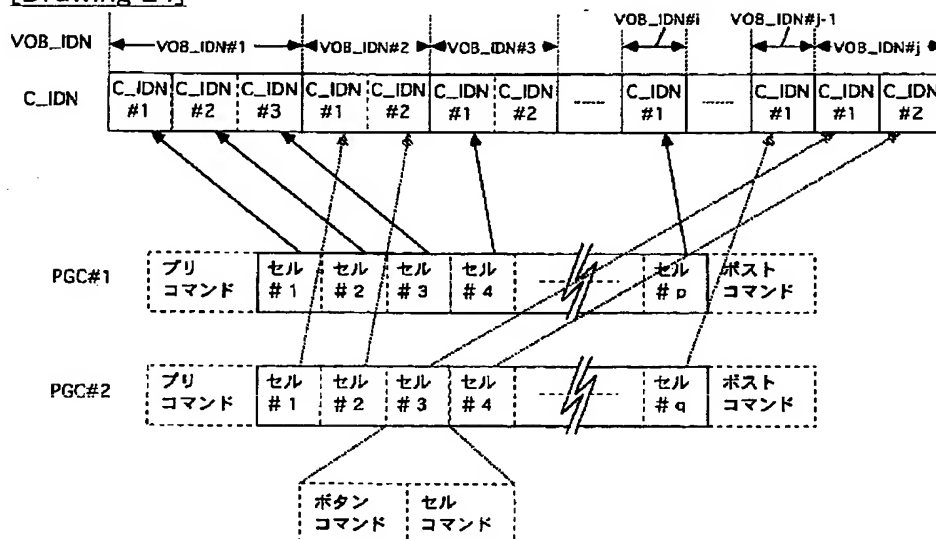 VOB_IDN#i VOB_IDN#j-1
VOB_IDN VOB_IDN#1 VOB_IDN#2 VOB_IDN#3 VOB_IDN#j
C_IDN C_IDN #1 C_IDN #2 C_IDN #3 C_IDN #1 C_IDN #2 C_IDN #1 C_IDN #2 C_IDN #1 C_IDN #1 C_IDN #1 C_IDN #2
PGC#1 プリ コマンド セル #1 セル #2 セル #3 セル #4 セル #p ポスト コマンド
PGC#2 プリ コマンド セル #1 セル #2 セル #3 セル #4 セル #q ポスト コマンド
ボタン コマンド セル コマンド